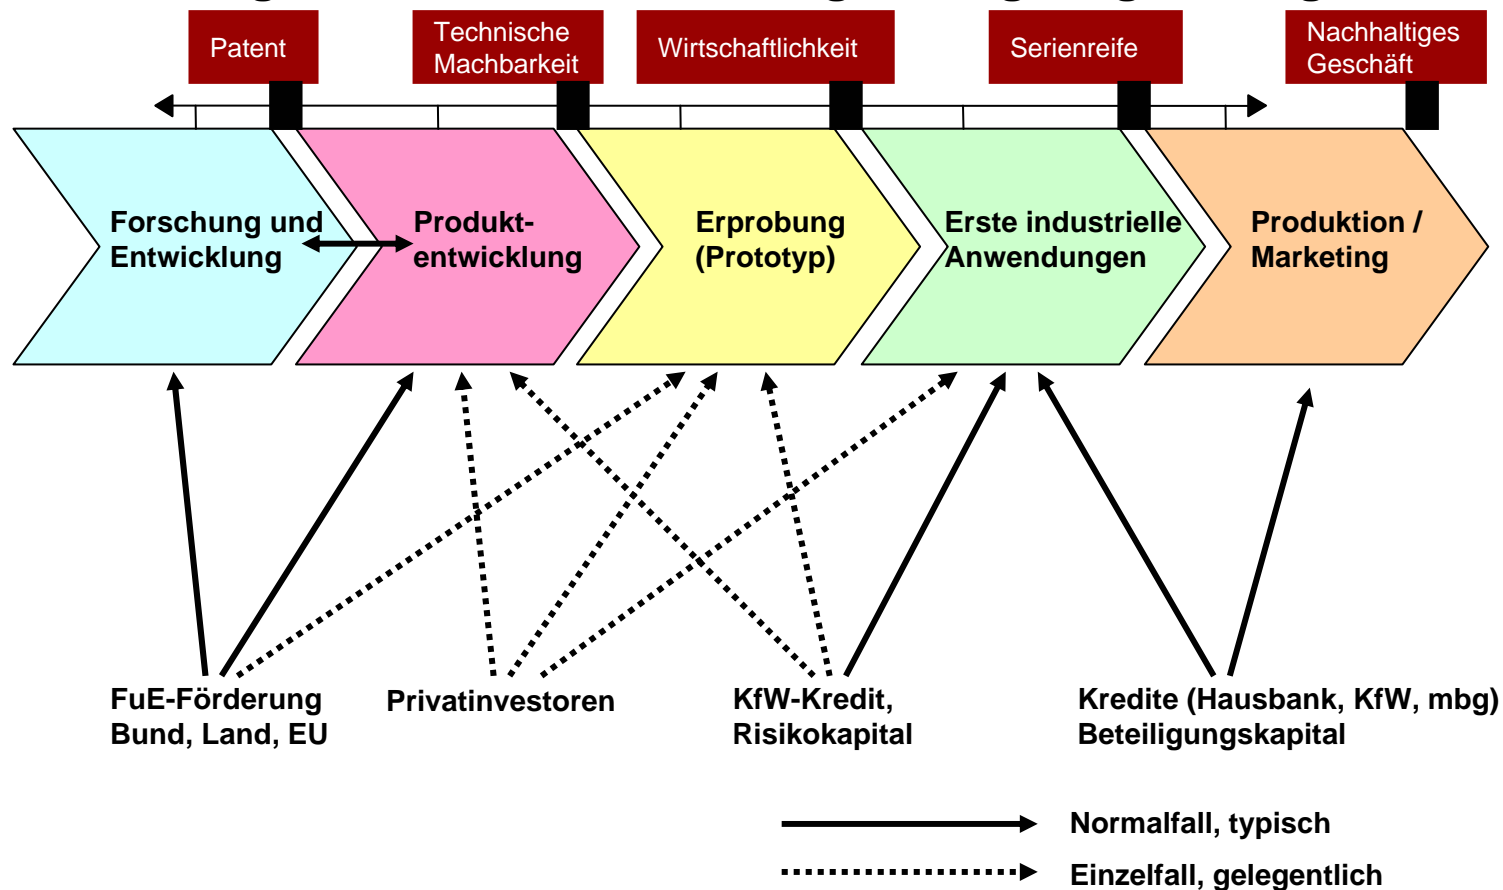 Patent
Technische
Machbarkeit
Wirtschaftlichkeit
Serienreife
Nachhaltiges
Geschäft
Forschung und
Entwicklung
Produkt-
entwicklung
Erprobung
(Prototyp)
Erste industrielle
Anwendungen
Produktion /
Marketing
FuE-Förderung
Bund, Land, EU
Privatinvestoren
KfW-Kredit,
Risikokapital
Kredite (Hausbank, KfW, mbg)
Beteiligungskapital
Normalfall, typisch
Einzelfall, gelegentlich